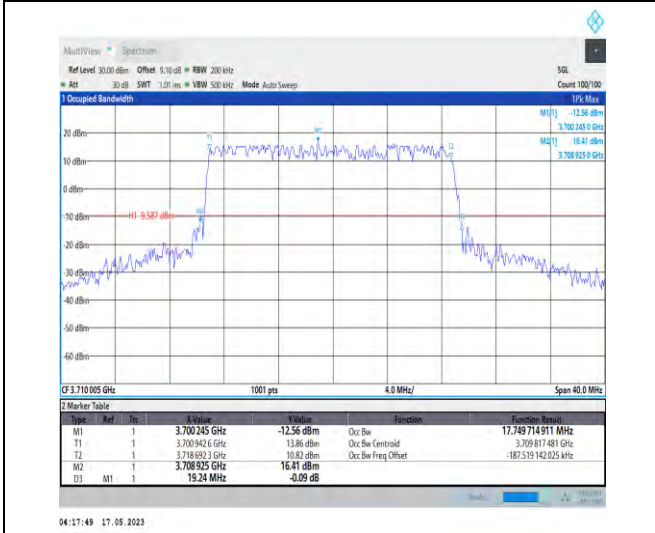 MultiView Spectrum
Ref Level 30.00 dBm Offset 9.10 dB RBW 200 kHz SGL
Att 30 dB SWT 1.01 ms VBW 500 kHz Mode Auto Sweep Count 100/100
1 Occupied Bandwidth 1Pk Max
M1[1] -12.56 dBm
3.700 245 0 GHz
M2[1] 16.41 dBm
3.708 925 0 GHz
T1
M2
T2
20 dBm
10 dBm
0 dBm
-10 dBm
H1 -9.587 dBm
-20 dBm
-30 dBm
-40 dBm
-50 dBm
-60 dBm
CF 3.710 005 GHz 1001 pts 4.0 MHz/ Span 40.0 MHz
2 Marker Table
Type Ref Trc X-Value Y-Value Function Function Result
M1 1 3.700 245 GHz -12.56 dBm Occ Bw 17.749 714 911 MHz
T1 1 3.700 942 6 GHz 13.86 dBm Occ Bw Centroid 3.709 817 481 GHz
T2 1 3.718 692 3 GHz 10.82 dBm Occ Bw Freq Offset -187.519 142 025 kHz
M2 1 3.708 925 GHz 16.41 dBm
D3 M1 1 19.24 MHz -0.09 dB
04:17:49 17.05.2023